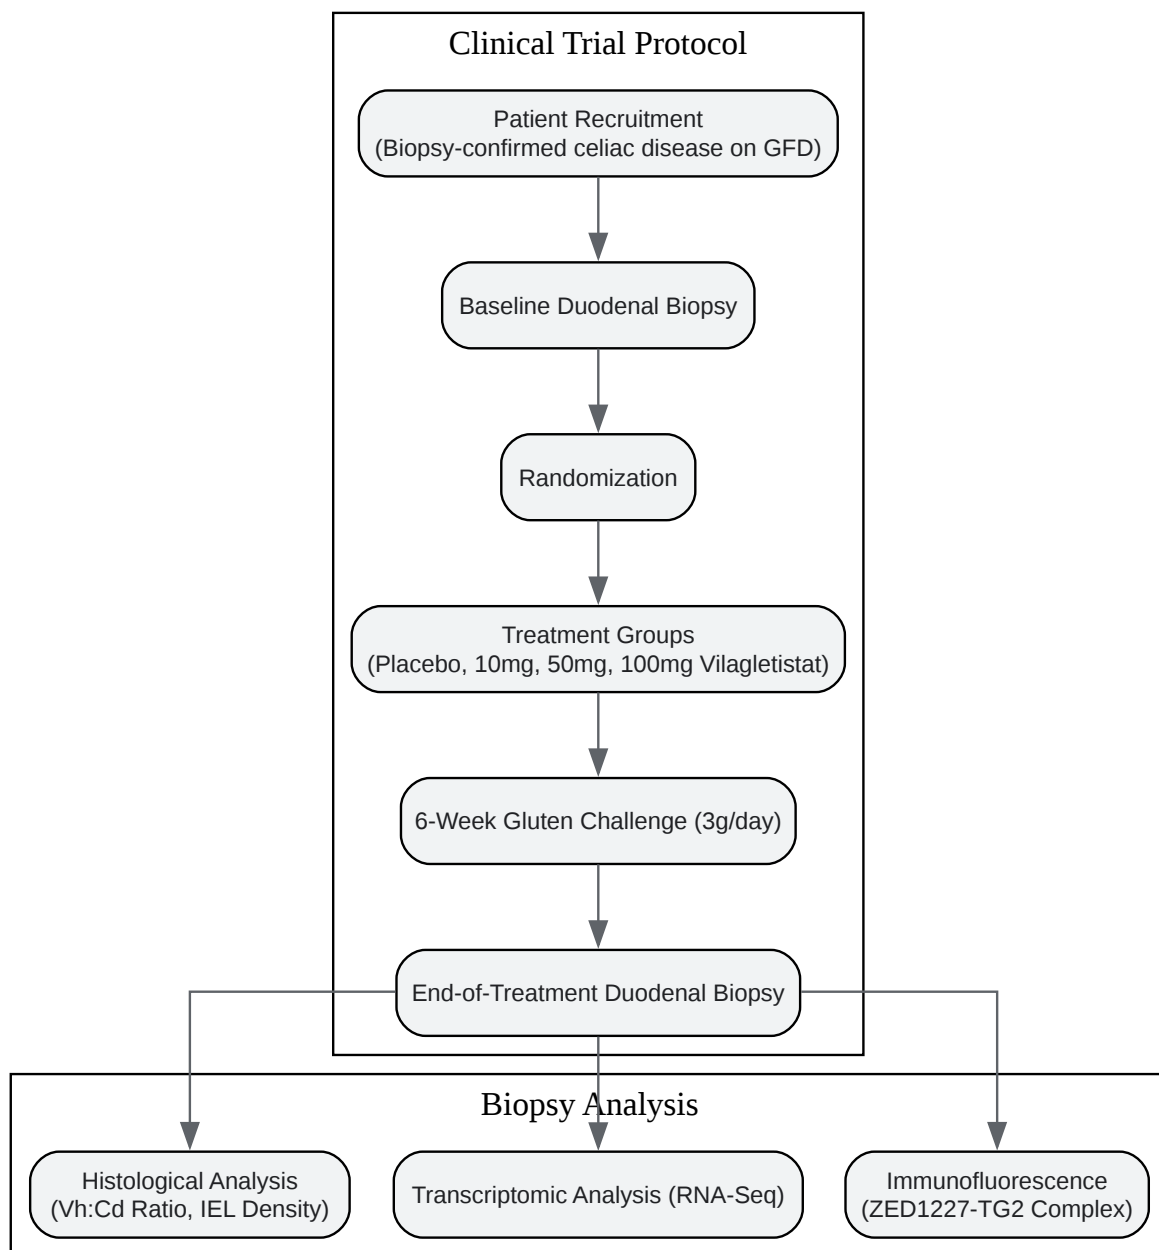 Clinical Trial Protocol
Patient Recruitment
(Biopsy-confirmed celiac disease on GFD)
Baseline Duodenal Biopsy
Randomization
Treatment Groups
(Placebo, 10mg, 50mg, 100mg Vilagletistat)
6-Week Gluten Challenge (3g/day)
End-of-Treatment Duodenal Biopsy
Biopsy Analysis
Histological Analysis
(Vh:Cd Ratio, IEL Density)
Transcriptomic Analysis (RNA-Seq)
Immunofluorescence
(ZED1227-TG2 Complex)